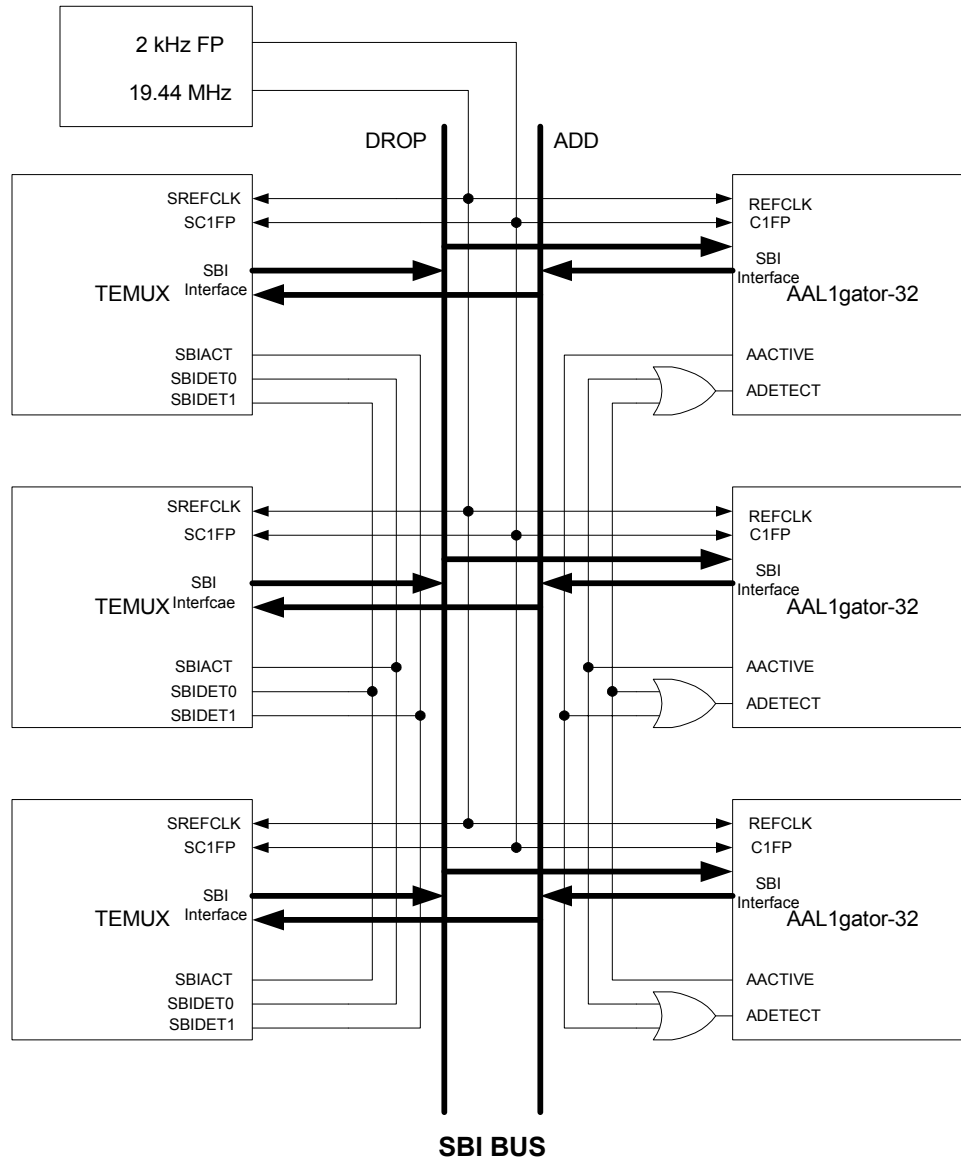 2 kHz FP
19.44 MHz
DROP
ADD
SREFCLK
SC1FP
SBI
Interface
TEMUX
SBIACT
SBIDET0
SBIDET1
REFCLK
C1FP
SBI
Interface
AAL1gator-32
AACTIVE
ADETECT
SREFCLK
SC1FP
SBI
Interfcae
TEMUX
SBIACT
SBIDET0
SBIDET1
REFCLK
C1FP
SBI
Interface
AAL1gator-32
AACTIVE
ADETECT
SREFCLK
SC1FP
SBI
Interface
TEMUX
SBIACT
SBIDET0
SBIDET1
REFCLK
C1FP
SBI
Interface
AAL1gator-32
AACTIVE
ADETECT
SBI BUS